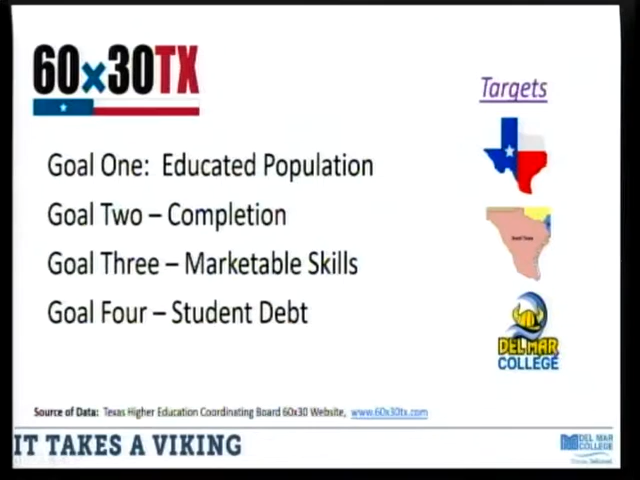 60x30TX
Targets
Goal One: Educated Population
Goal Two – Completion
Goal Three – Marketable Skills
Goal Four – Student Debt
DEL MAR
COLLEGE
Source of Data: Texas Higher Education Coordinating Board 60x30 Website, www.60x30tx.com
IT TAKES A VIKING
DEL MAR
COLLEGE